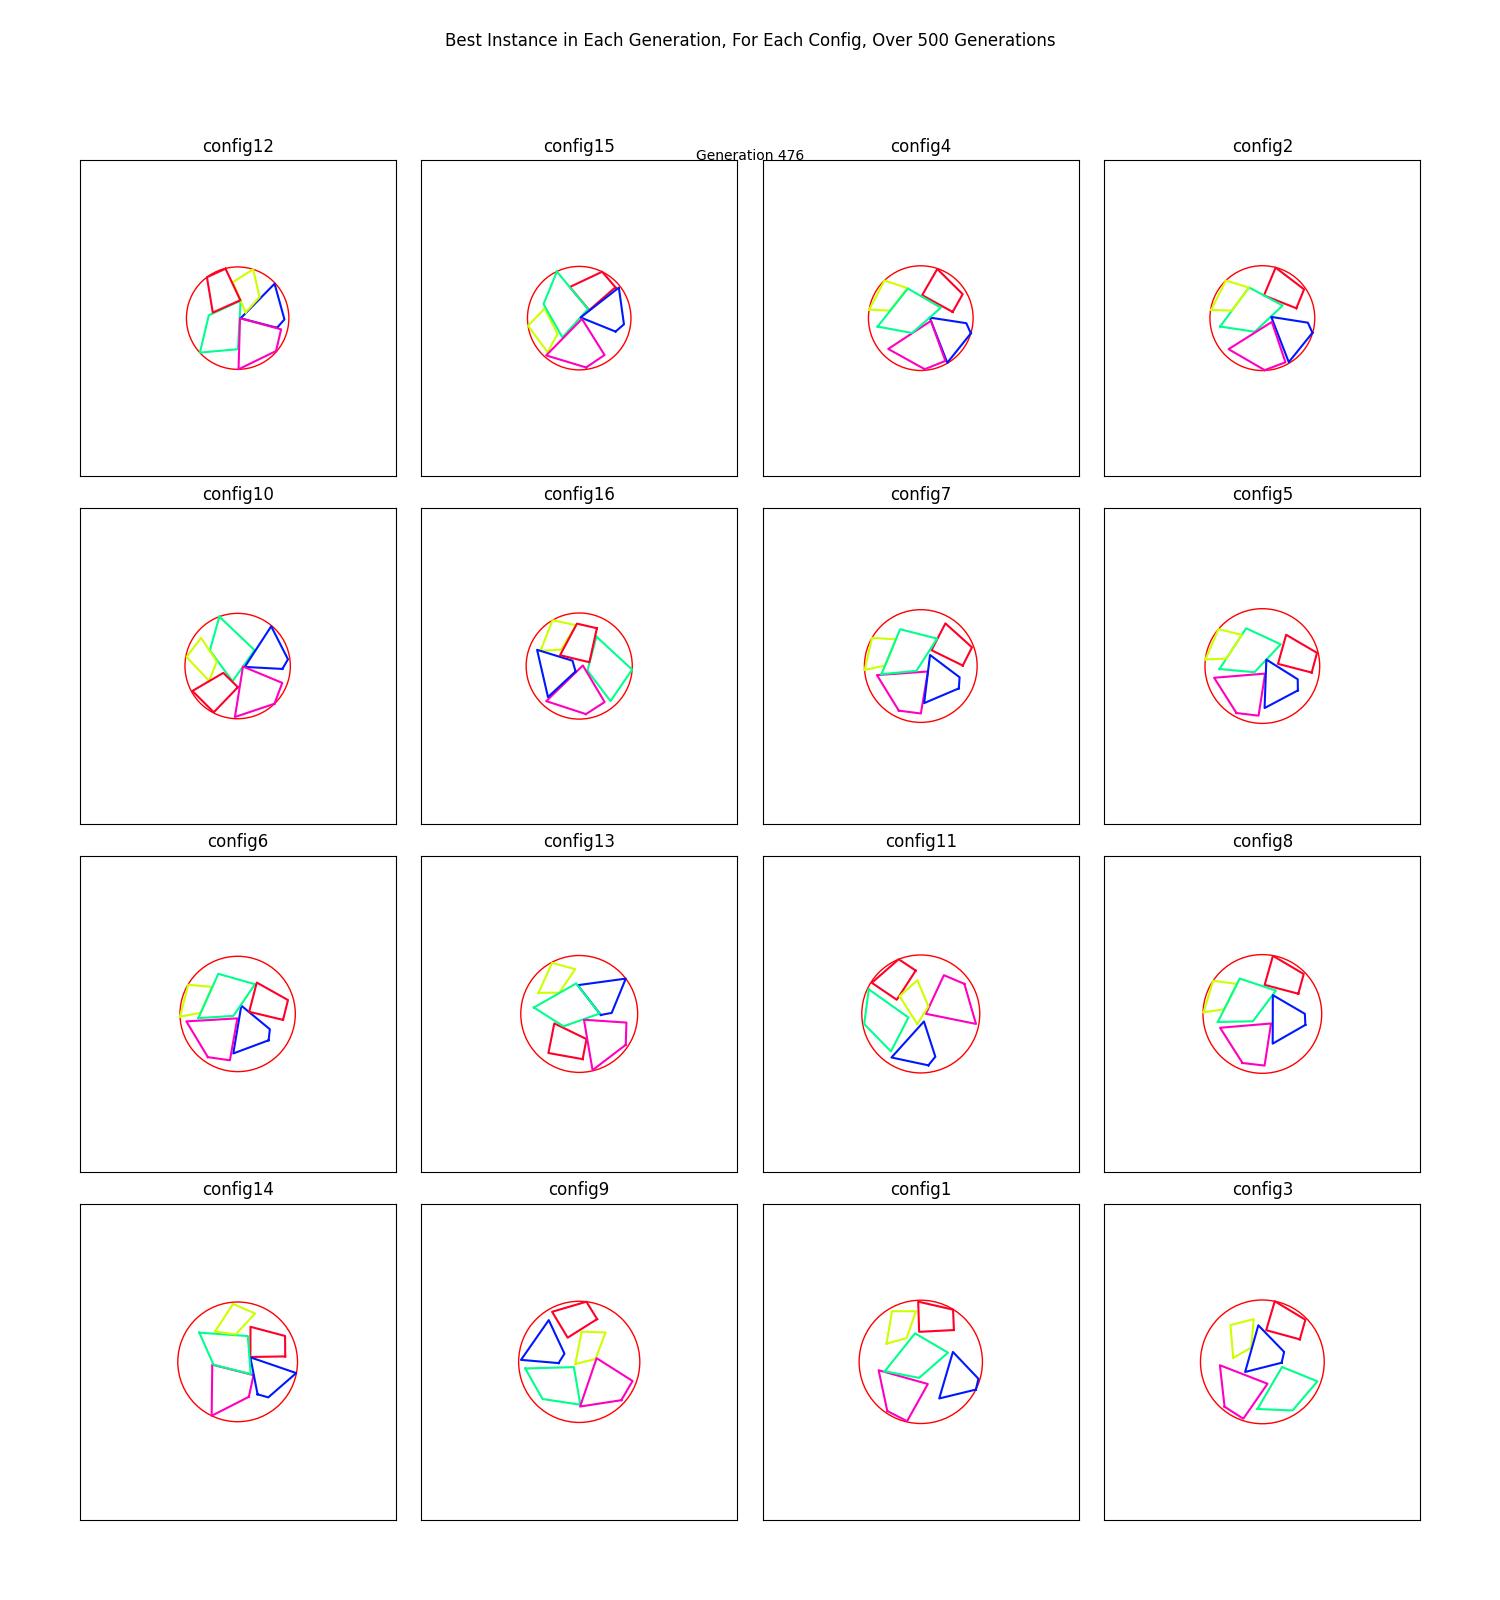 Best Instance in Each Generation, For Each Config, Over 500 Generations
Generation 476
config12
config15
config4
config2
config10
config16
config7
config5
config6
config13
config11
config8
config14
config9
config1
config3